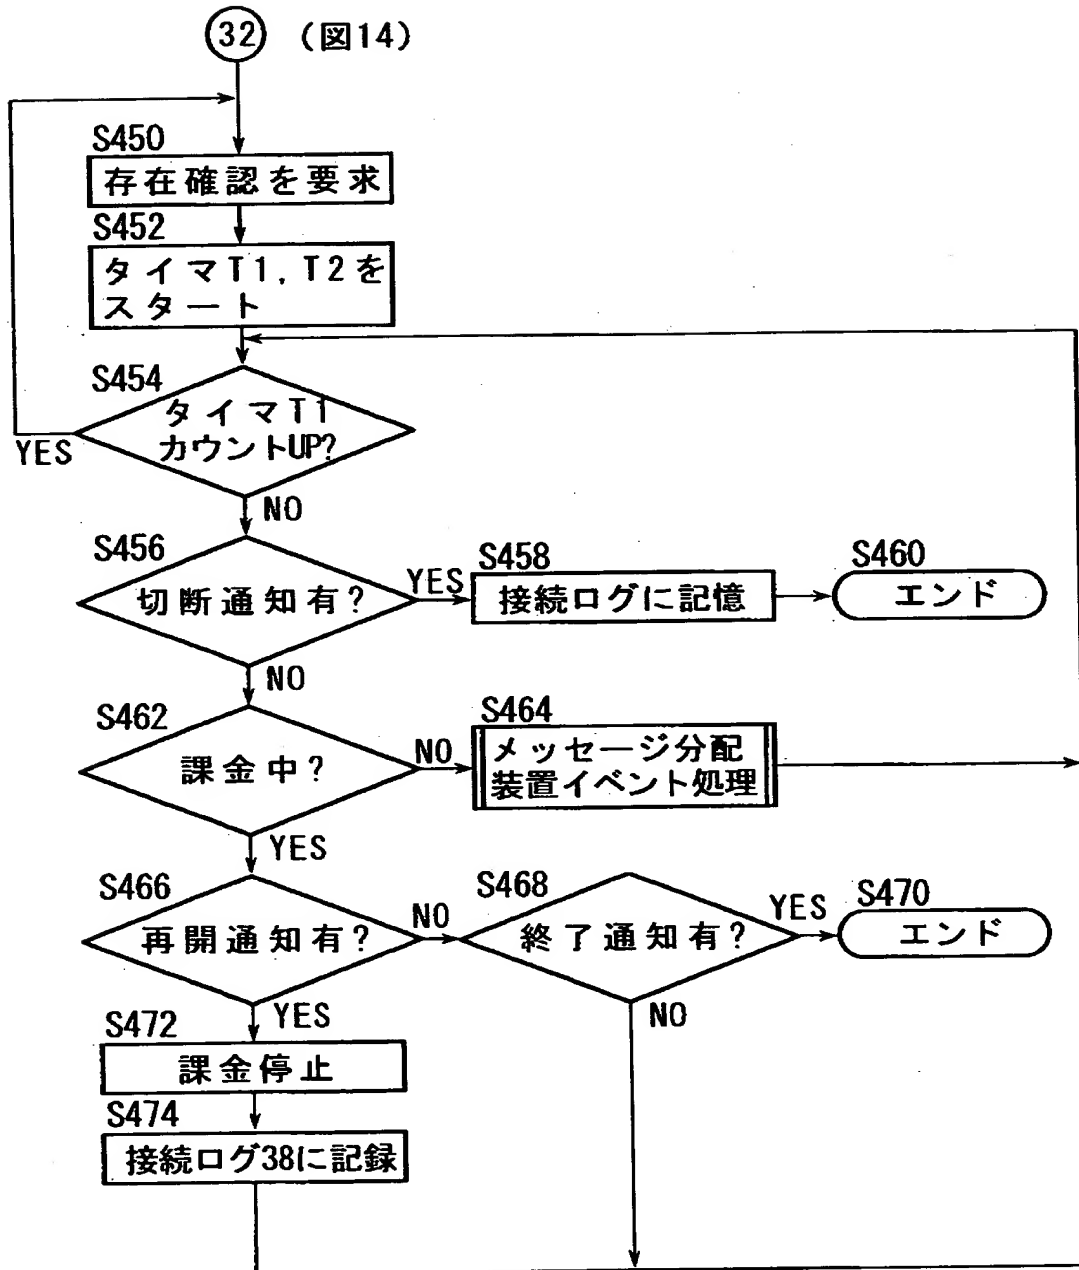 32 (図14)
S450
存在確認を要求
S452
タイマT1,T2を
スタート
S454
タイマT1
カウントUP?
YES
NO
S456
切断通知有?
YES
S458
接続ログに記憶
S460
エンド
NO
S462
課金中?
NO
S464
メッセージ分配
装置イベント処理
YES
S466
再開通知有?
NO
S468
終了通知有?
YES
S470
エンド
YES
NO
S472
課金停止
S474
接続ログ38に記録